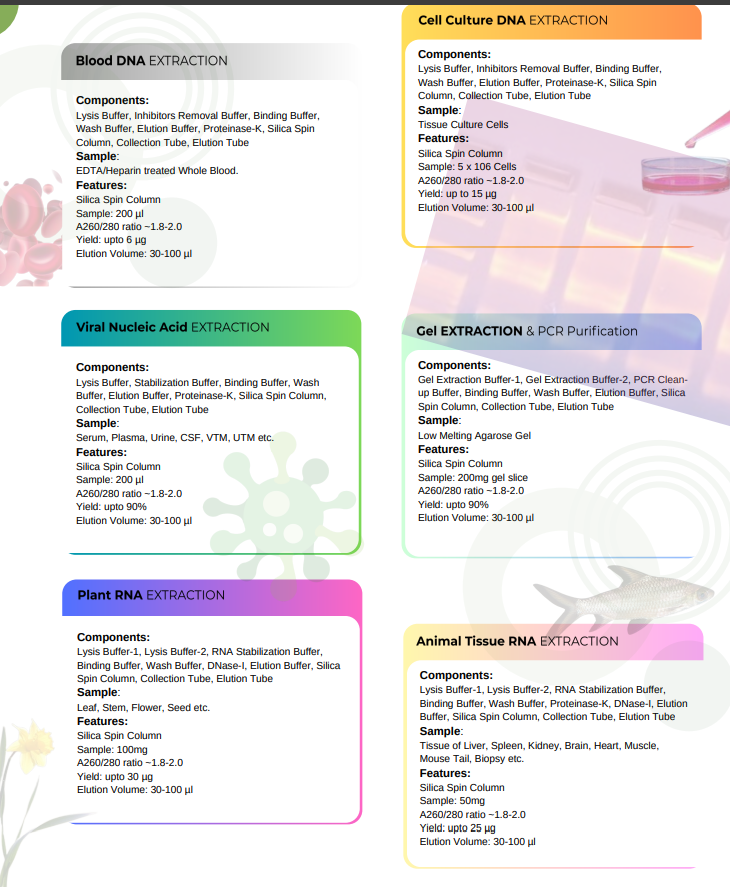 Blood DNA EXTRACTION
Components:
Lysis Buffer, Inhibitors Removal Buffer, Binding Buffer,
Wash Buffer, Elution Buffer, Proteinase-K, Silica Spin
Column, Collection Tube, Elution Tube
Sample:
EDTA/Heparin treated Whole Blood.
Features:
Silica Spin Column
Sample: 200 µl
A260/280 ratio ~1.8-2.0
Yield: upto 6 µg
Elution Volume: 30-100 µl
Cell Culture DNA EXTRACTION
Components:
Lysis Buffer, Inhibitors Removal Buffer, Binding Buffer,
Wash Buffer, Elution Buffer, Proteinase-K, Silica Spin
Column, Collection Tube, Elution Tube
Sample:
Tissue Culture Cells
Features:
Silica Spin Column
Sample: 5 x 106 Cells
A260/280 ratio ~1.8-2.0
Yield: up to 15 µg
Elution Volume: 30-100 µl
Viral Nucleic Acid EXTRACTION
Components:
Lysis Buffer, Stabilization Buffer, Binding Buffer, Wash
Buffer, Elution Buffer, Proteinase-K, Silica Spin Column,
Collection Tube, Elution Tube
Sample:
Serum, Plasma, Urine, CSF, VTM, UTM etc.
Features:
Silica Spin Column
Sample: 200 µl
A260/280 ratio ~1.8-2.0
Yield: upto 90%
Elution Volume: 30-100 µl
Gel EXTRACTION & PCR Purification
Components:
Gel Extraction Buffer-1, Gel Extraction Buffer-2, PCR Clean-
up Buffer, Binding Buffer, Wash Buffer, Elution Buffer, Silica
Spin Column, Collection Tube, Elution Tube
Sample:
Low Melting Agarose Gel
Features:
Silica Spin Column
Sample: 200mg gel slice
A260/280 ratio ~1.8-2.0
Yield: upto 90%
Elution Volume: 30-100 µl
Plant RNA EXTRACTION
Components:
Lysis Buffer-1, Lysis Buffer-2, RNA Stabilization Buffer,
Binding Buffer, Wash Buffer, DNase-I, Elution Buffer, Silica
Spin Column, Collection Tube, Elution Tube
Sample:
Leaf, Stem, Flower, Seed etc.
Features:
Silica Spin Column
Sample: 100mg
A260/280 ratio ~1.8-2.0
Yield: upto 30 µg
Elution Volume: 30-100 µl
Animal Tissue RNA EXTRACTION
Components:
Lysis Buffer-1, Lysis Buffer-2, RNA Stabilization Buffer,
Binding Buffer, Wash Buffer, Proteinase-K, DNase-I, Elution
Buffer, Silica Spin Column, Collection Tube, Elution Tube
Sample:
Tissue of Liver, Spleen, Kidney, Brain, Heart, Muscle,
Mouse Tail, Biopsy etc.
Features:
Silica Spin Column
Sample: 50mg
A260/280 ratio ~1.8-2.0
Yield: upto 25 µg
Elution Volume: 30-100 µl